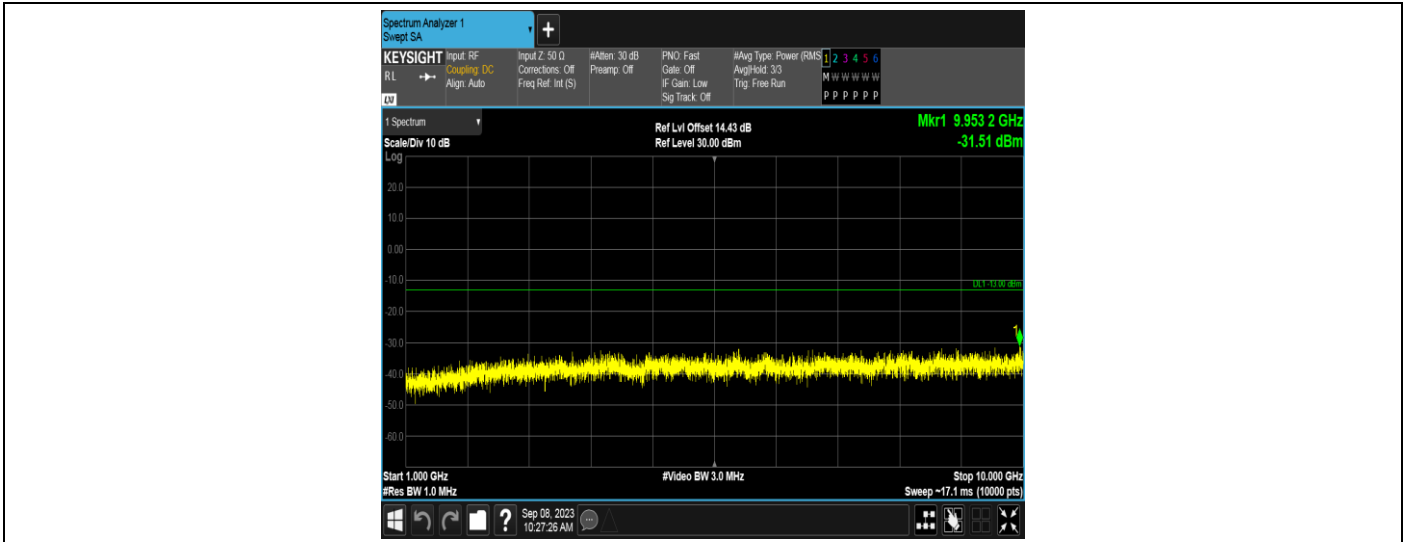 Spectrum Analyzer 1
Swept SA
+
KEYSIGHT
RL
LXI
Input: RF
Coupling: DC
Align: Auto
Input Z: 50 Ω
Corrections: Off
Freq Ref: Int (S)
#Atten: 30 dB
Preamp: Off
PNO: Fast
Gate: Off
IF Gain: Low
Sig Track: Off
#Avg Type: Power (RMS
Avg|Hold: 3/3
Trig: Free Run
1 2 3 4 5 6
M W W W W W
P P P P P P
1 Spectrum
Scale/Div 10 dB
Ref Lvl Offset 14.43 dB
Ref Level 30.00 dBm
Mkr1 9.953 2 GHz
-31.51 dBm
Log
20.0
10.0
0.00
-10.0
DL1 -13.00 dBm
-20.0
1
-30.0
-40.0
-50.0
-60.0
Start 1.000 GHz
#Video BW 3.0 MHz
Stop 10.000 GHz
#Res BW 1.0 MHz
Sweep ~17.1 ms (10000 pts)
?
Sep 08, 2023
10:27:26 AM